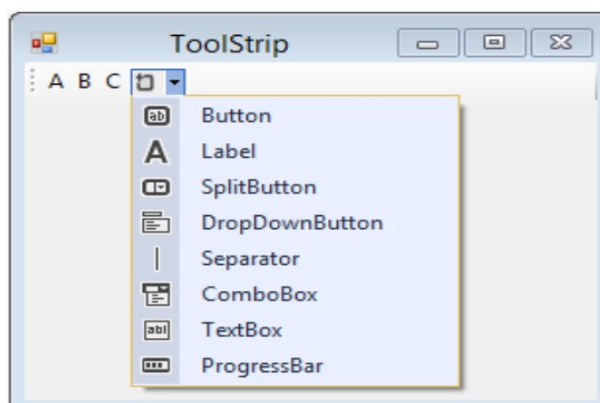 ToolStrip
A B C
Button
A Label
SplitButton
DropDownButton
Separator
ComboBox
TextBox
ProgressBar